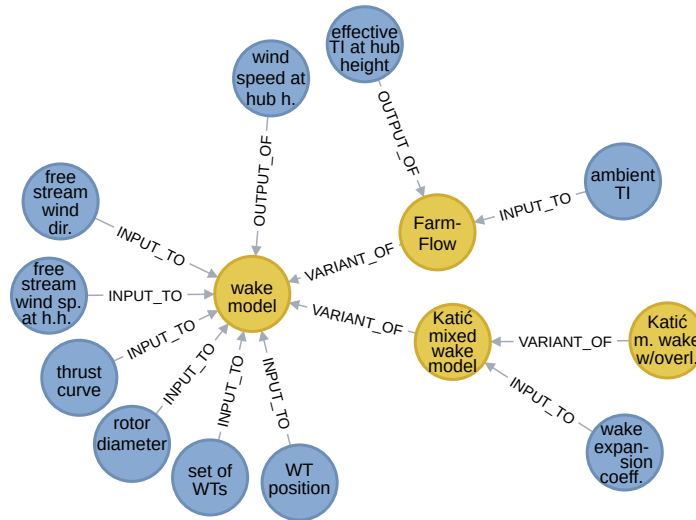 effective
TI at hub
height
wind
speed at
hub h.
OUTPUT_OF
OUTPUT_OF
free
stream
wind
dir.
ambient
TI
INPUT_TO
Farm-
Flow
INPUT_TO
VARIANT_OF
free
stream
wind sp.
at h.h.
INPUT_TO
wake
model
VARIANT_OF
Katić
mixed
wake
model
VARIANT_OF
Katić
m. wake
w/overl.
thrust
curve
INPUT_TO
INPUT_TO
INPUT_TO
INPUT_TO
INPUT_TO
rotor
diameter
set of
WTs
WT
position
wake
expan-
sion
coeff.